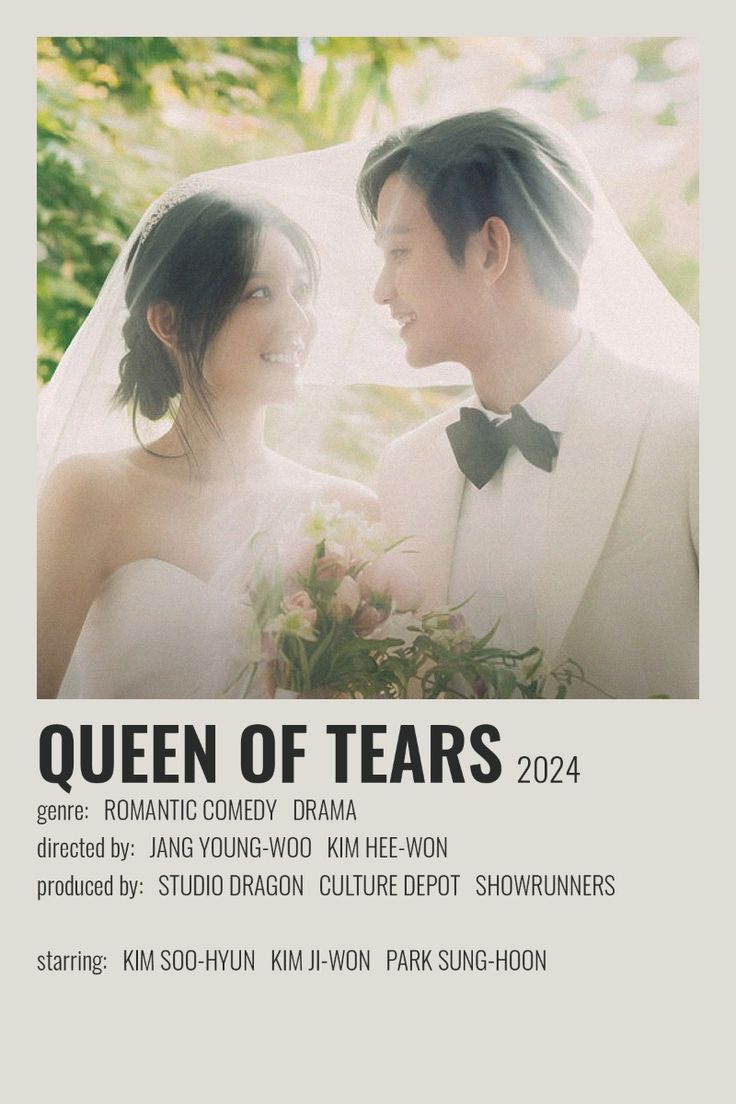 QUEEN OF TEARS 2024
genre: ROMANTIC COMEDY DRAMA
directed by: JANG YOUNG-WOO KIM HEE-WON
produced by: STUDIO DRAGON CULTURE DEPOT SHOWRUNNERS
starring: KIM SOO-HYUN KIM JI-WON PARK SUNG-HOON